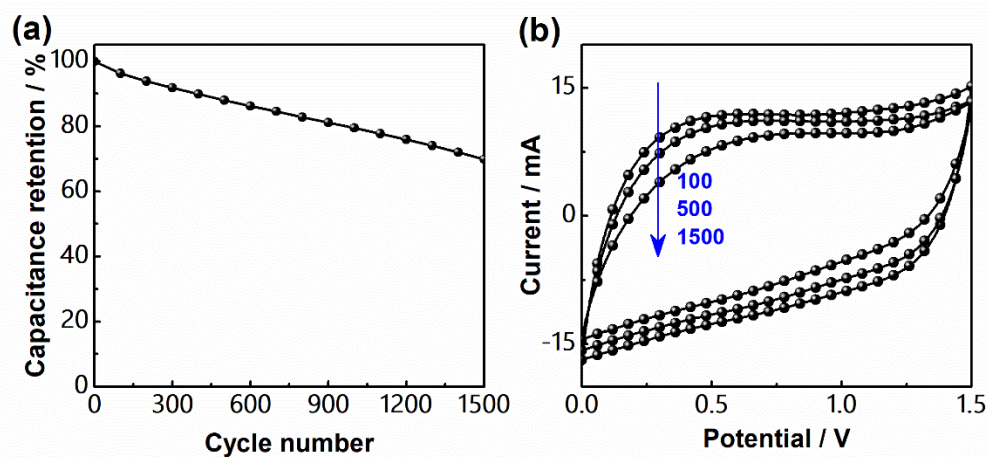 (a)
Capacitance retention / %
100
80
60
40
20
0
0 300 600 900 1200 1500
Cycle number
(b)
Current / mA
15
0
-15
100
500
1500
0.0 0.5 1.0 1.5
Potential / V